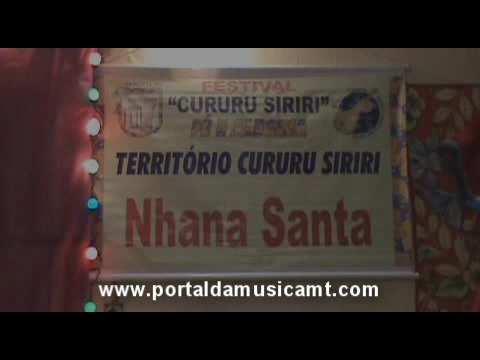 FESTIVAL
"CURURU SIRIRI"
TERRITÓRIO CURURU SIRIRI
Nhana Santa
www.portaldamusicamt.com